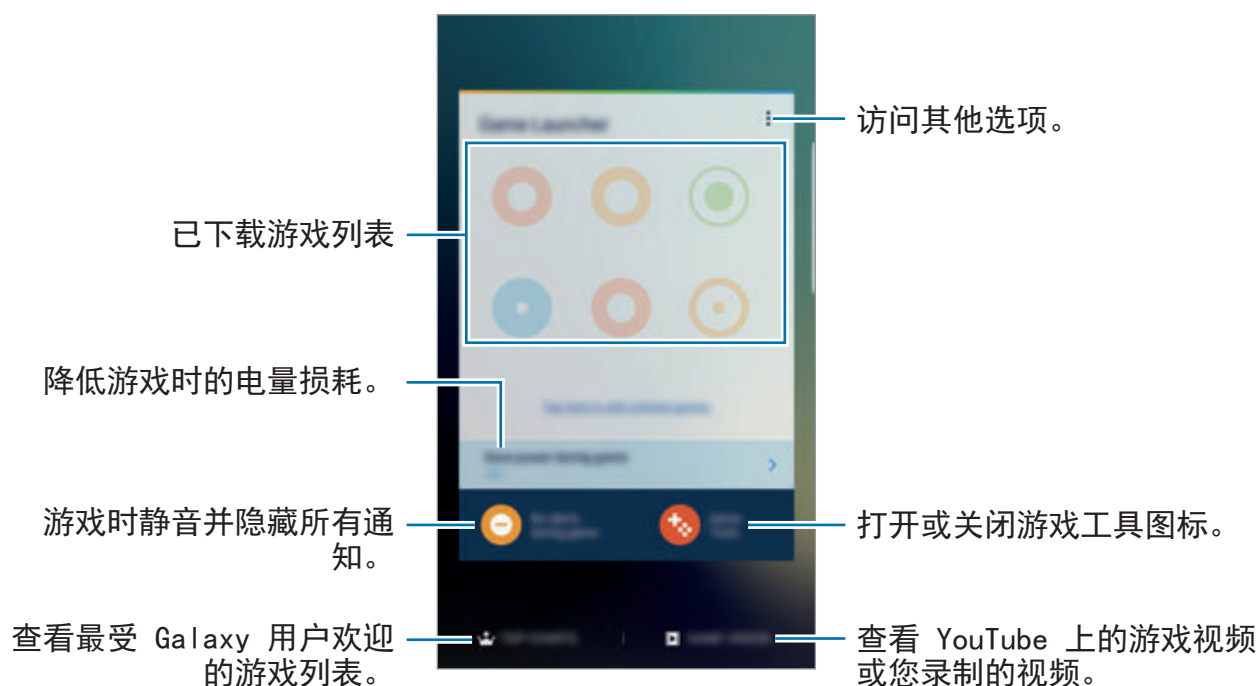 Game Launcher
访问其他选项。
已下载游戏列表
降低游戏时的电量损耗。
游戏时静音并隐藏所有通
知。
打开或关闭游戏工具图标。
查看最受 Galaxy 用户欢迎
的游戏列表。
查看 YouTube 上的游戏视频
或您录制的视频。